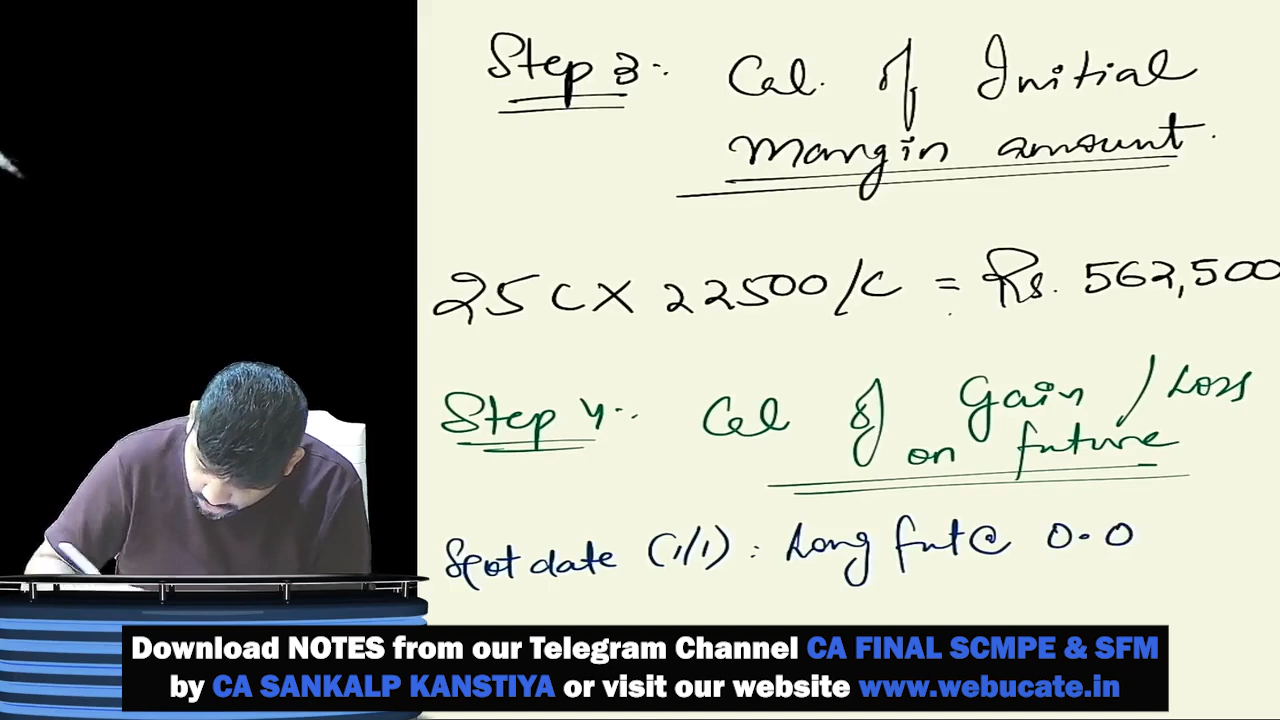 Step 3:- Cal. of Initial
margin amount.
25 C X 22500/C = Rs. 562,500
Step 4:- Cal of Gain / Loss
on future
Spot date (1/1) : Long fut @ 0.0
Download NOTES from our Telegram Channel CA FINAL SCMPE & SFM
by CA SANKALP KANSTIYA or visit our website www.webucate.in